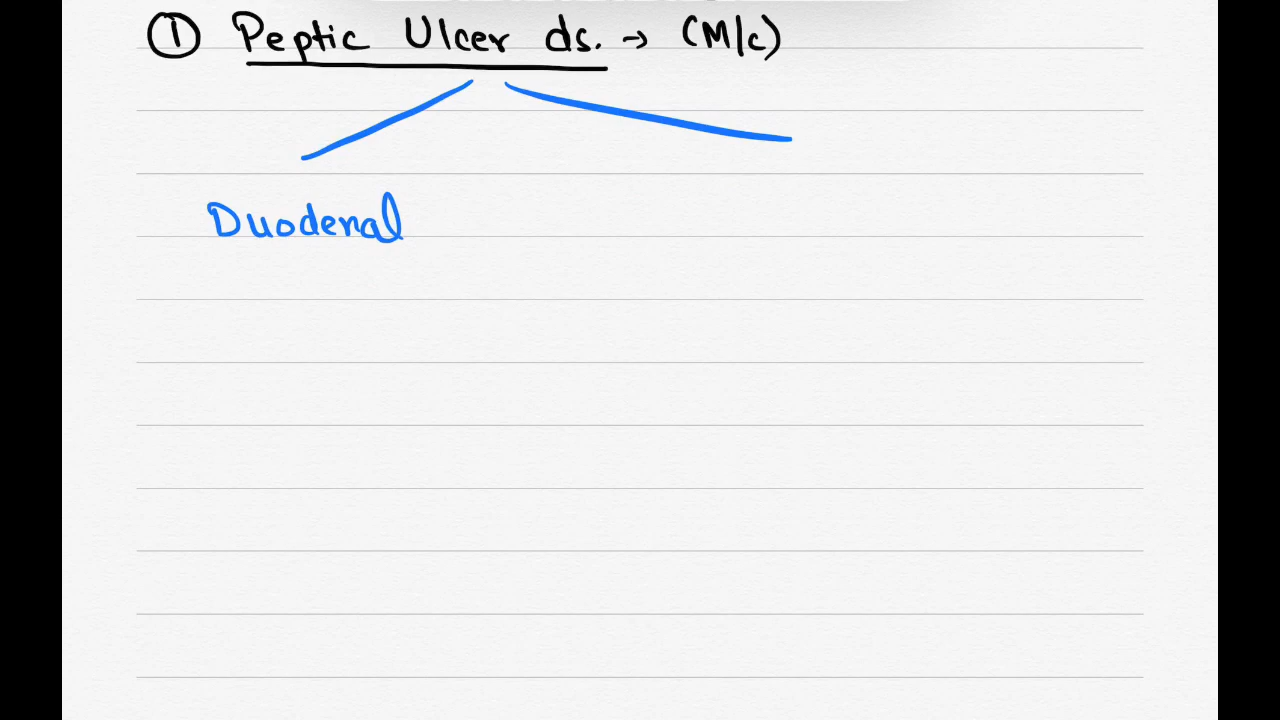 ① Peptic Ulcer ds. → (M/c)
Duodenal